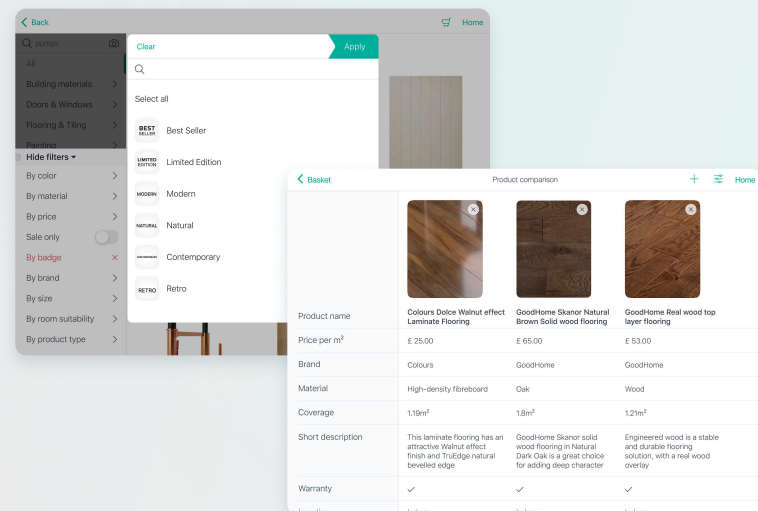 Back
Home
pumps
All
Building materials
Doors & Windows
Flooring & Tiling
Painting
Hide filters
By color
By material
By price
Sale only
By badge
By brand
By size
By room suitability
By product type
Clear
Apply
Select all
BEST
SELLER
Best Seller
LIMITED
EDITION
Limited Edition
MODERN
Modern
NATURAL
Natural
CONTEMPORARY
Contemporary
RETRO
Retro
Basket
Product comparison
Home
Product name
Colours Dolce Walnut effect
Laminate Flooring
GoodHome Skanor Natural
Brown Solid wood flooring
GoodHome Real wood top
layer flooring
Price per m²
£ 25.00
£ 65.00
£ 53.00
Brand
Colours
GoodHome
GoodHome
Material
High-density fibreboard
Oak
Wood
Coverage
1.19m²
1.8m²
1.21m²
Short description
This laminate flooring has an
attractive Walnut effect
finish and TruEdge natural
bevelled edge
GoodHome Skanor solid
wood flooring in Natural
Dark Oak is a great choice
for adding deep character
Engineered wood is a stable
and durable flooring
solution, with a real wood
overlay
Warranty